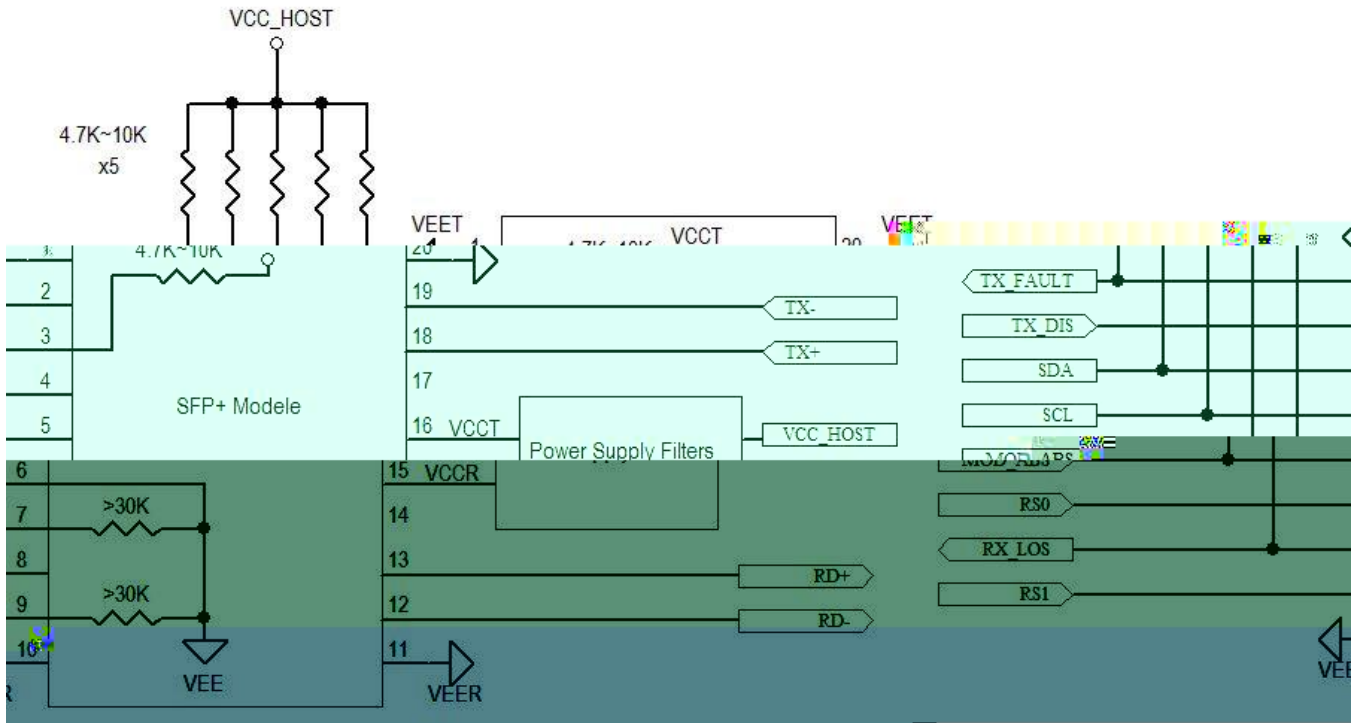 VCC_HOST
4.7K~10K
x5
VEET
VCCT
VEET
4.7K~10K
20
2
19
TX-
TX_FAULT
3
18
TX+
TX_DIS
4
17
SDA
SFP+ Modele
5
16 VCCT
VCC_HOST
SCL
Power Supply Filters
6
15 VCCR
7
>30K
14
RS0
8
13
RD+
RX_LOS
9
>30K
12
RD-
RS1
10
11
VEE
VEER